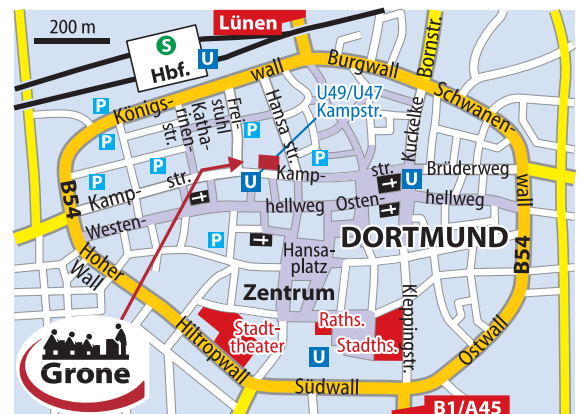 200 m
Lünen
S
Hbf.
U
Burgwall
Bornstr.
Schwanen-
wall
Königs-
wall
P
P
P
P
P
P
P
Katha-
rinen-
str.
Frei-
stuhl
Hansa str.
U49/U47
Kampstr.
Kuckelke
Brüderweg
Kamp-
str.
U
Kamp-
str.
U
Westen-
hellweg
Osten-
hellweg
B54
Hoher
Wall
P
Hansa-
platz
DORTMUND
B54
Zentrum
Stadt-
theater
Raths.
Stadths.
Kleppingstr.
Hiltropwall
U
Südwall
Ostwall
Grone
B1/A45